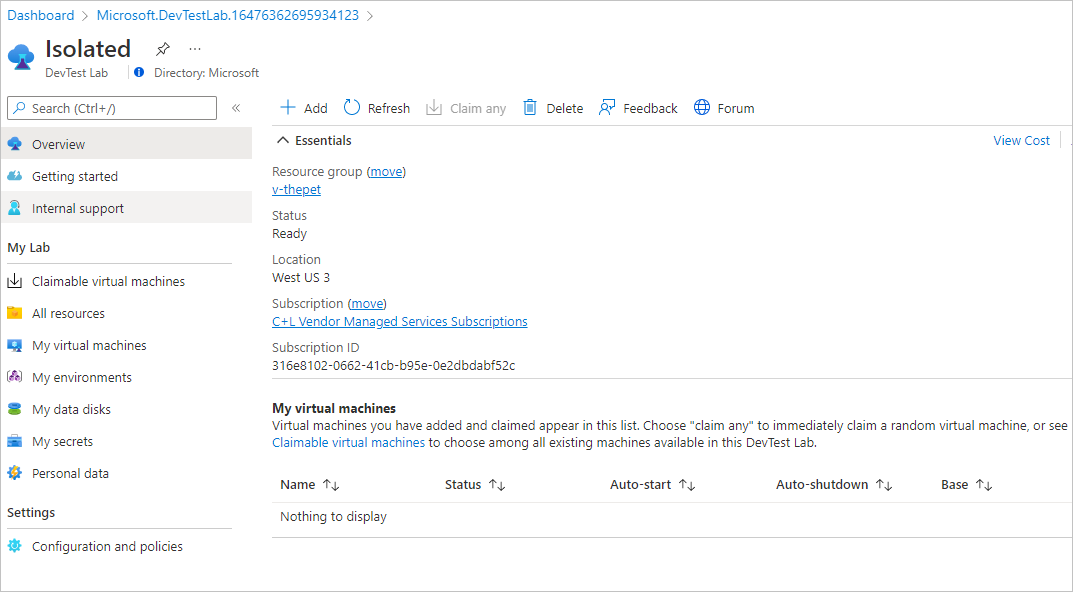 Dashboard > Microsoft.DevTestLab.16476362695934123 >
Isolated
DevTest Lab
Directory: Microsoft
Search (Ctrl+/)
«
Overview
Getting started
Internal support
My Lab
Claimable virtual machines
All resources
My virtual machines
My environments
My data disks
My secrets
Personal data
Settings
Configuration and policies
Add Refresh Claim any Delete Feedback Forum
Essentials
View Cost
Resource group (move)
v-thepet
Status
Ready
Location
West US 3
Subscription (move)
C+L Vendor Managed Services Subscriptions
Subscription ID
316e8102-0662-41cb-b95e-0e2dbdabf52c
My virtual machines
Virtual machines you have added and claimed appear in this list. Choose "claim any" to immediately claim a random virtual machine, or see
Claimable virtual machines to choose among all existing machines available in this DevTest Lab.
Name ↑↓ Status ↑↓ Auto-start ↑↓ Auto-shutdown ↑↓ Base ↑↓
Nothing to display